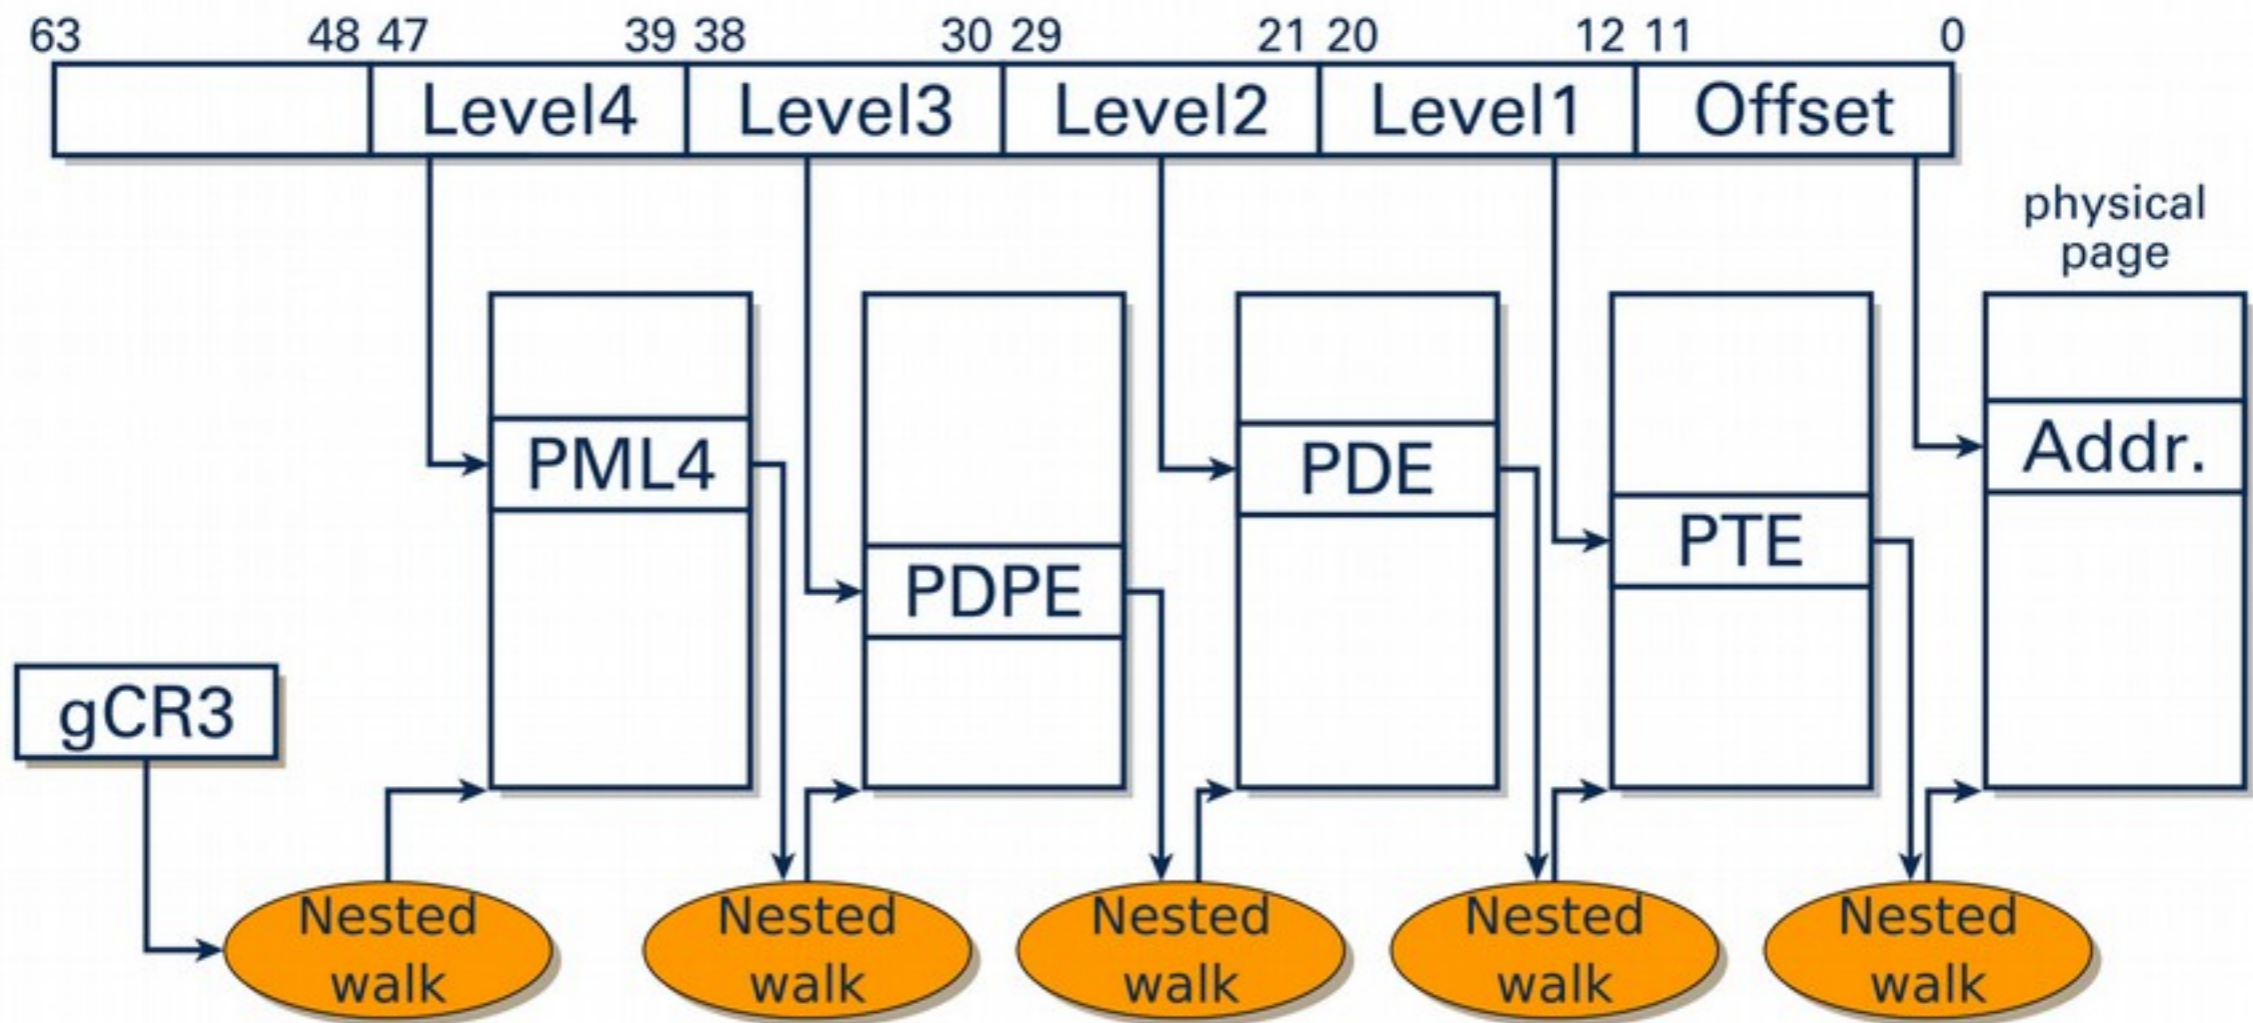 63 48 47 39 38 30 29 21 20 12 11 0
Level4 Level3 Level2 Level1 Offset
physical
page
PML4
PDPE
PDE
PTE
Addr.
gCR3
Nested
walk
Nested
walk
Nested
walk
Nested
walk
Nested
walk